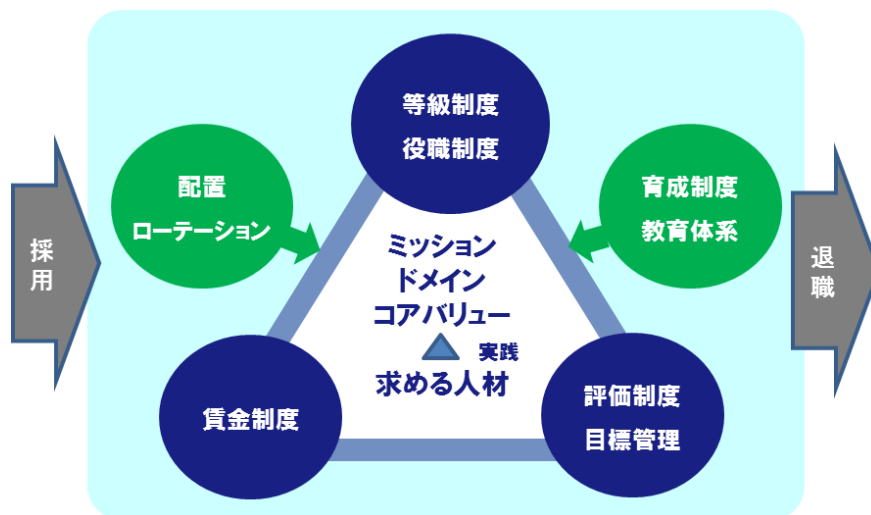 等級制度
役職制度
配置
ローテーション
育成制度
教育体系
採用
ミッション
ドメイン
コアバリュー
実践
求める人材
退職
賃金制度
評価制度
目標管理